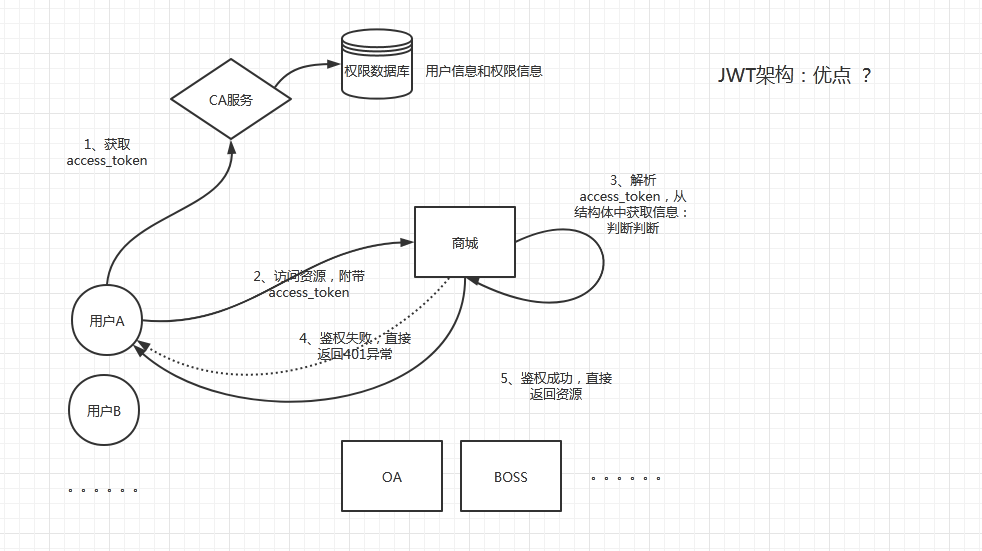 JWT架构：优点 ？
权限数据库
用户信息和权限信息
CA服务
1、获取
access_token
3、解析
access_token，从
结构体中获取信息：
判断判断
商城
2、访问资源，附带
access_token
用户A
4、鉴权失败，直接
返回401异常
5、鉴权成功，直接
返回资源
用户B
OA
BOSS
。。。。。。
。。。。。。